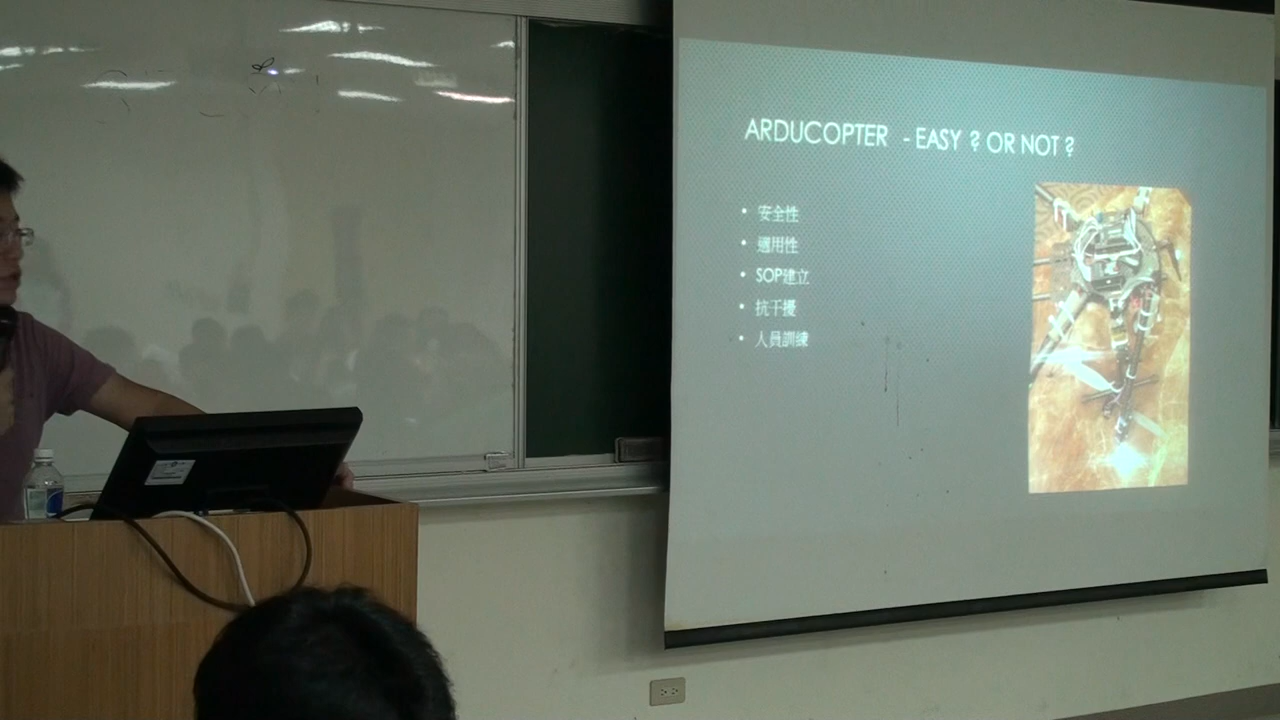 ARDUCOPTER - EASY ? OR NOT ?
• 安全性
• 適用性
• SOP建立
• 抗干擾
• 人員訓練